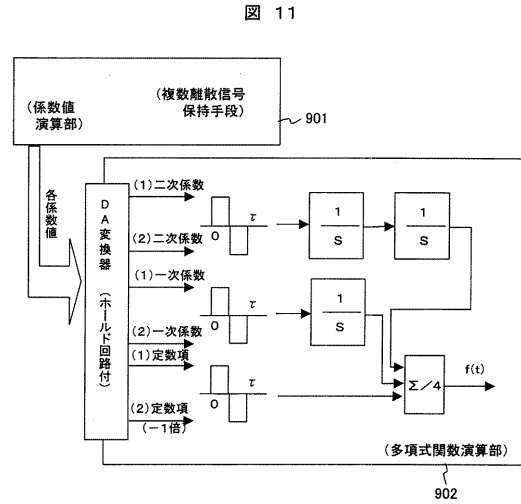 図 11
(係数値
演算部)
(複数離散信号
保持手段)
901
各係数値
DA変換器
(ホールド回路付)
(1)二次係数
τ
0
(2)二次係数
1
S
1
S
(1)一次係数
τ
0
(2)一次係数
1
S
(1)定数項
τ
0
(2)定数項
(−1倍)
Σ/4
f(t)
(多項式関数演算部)
902